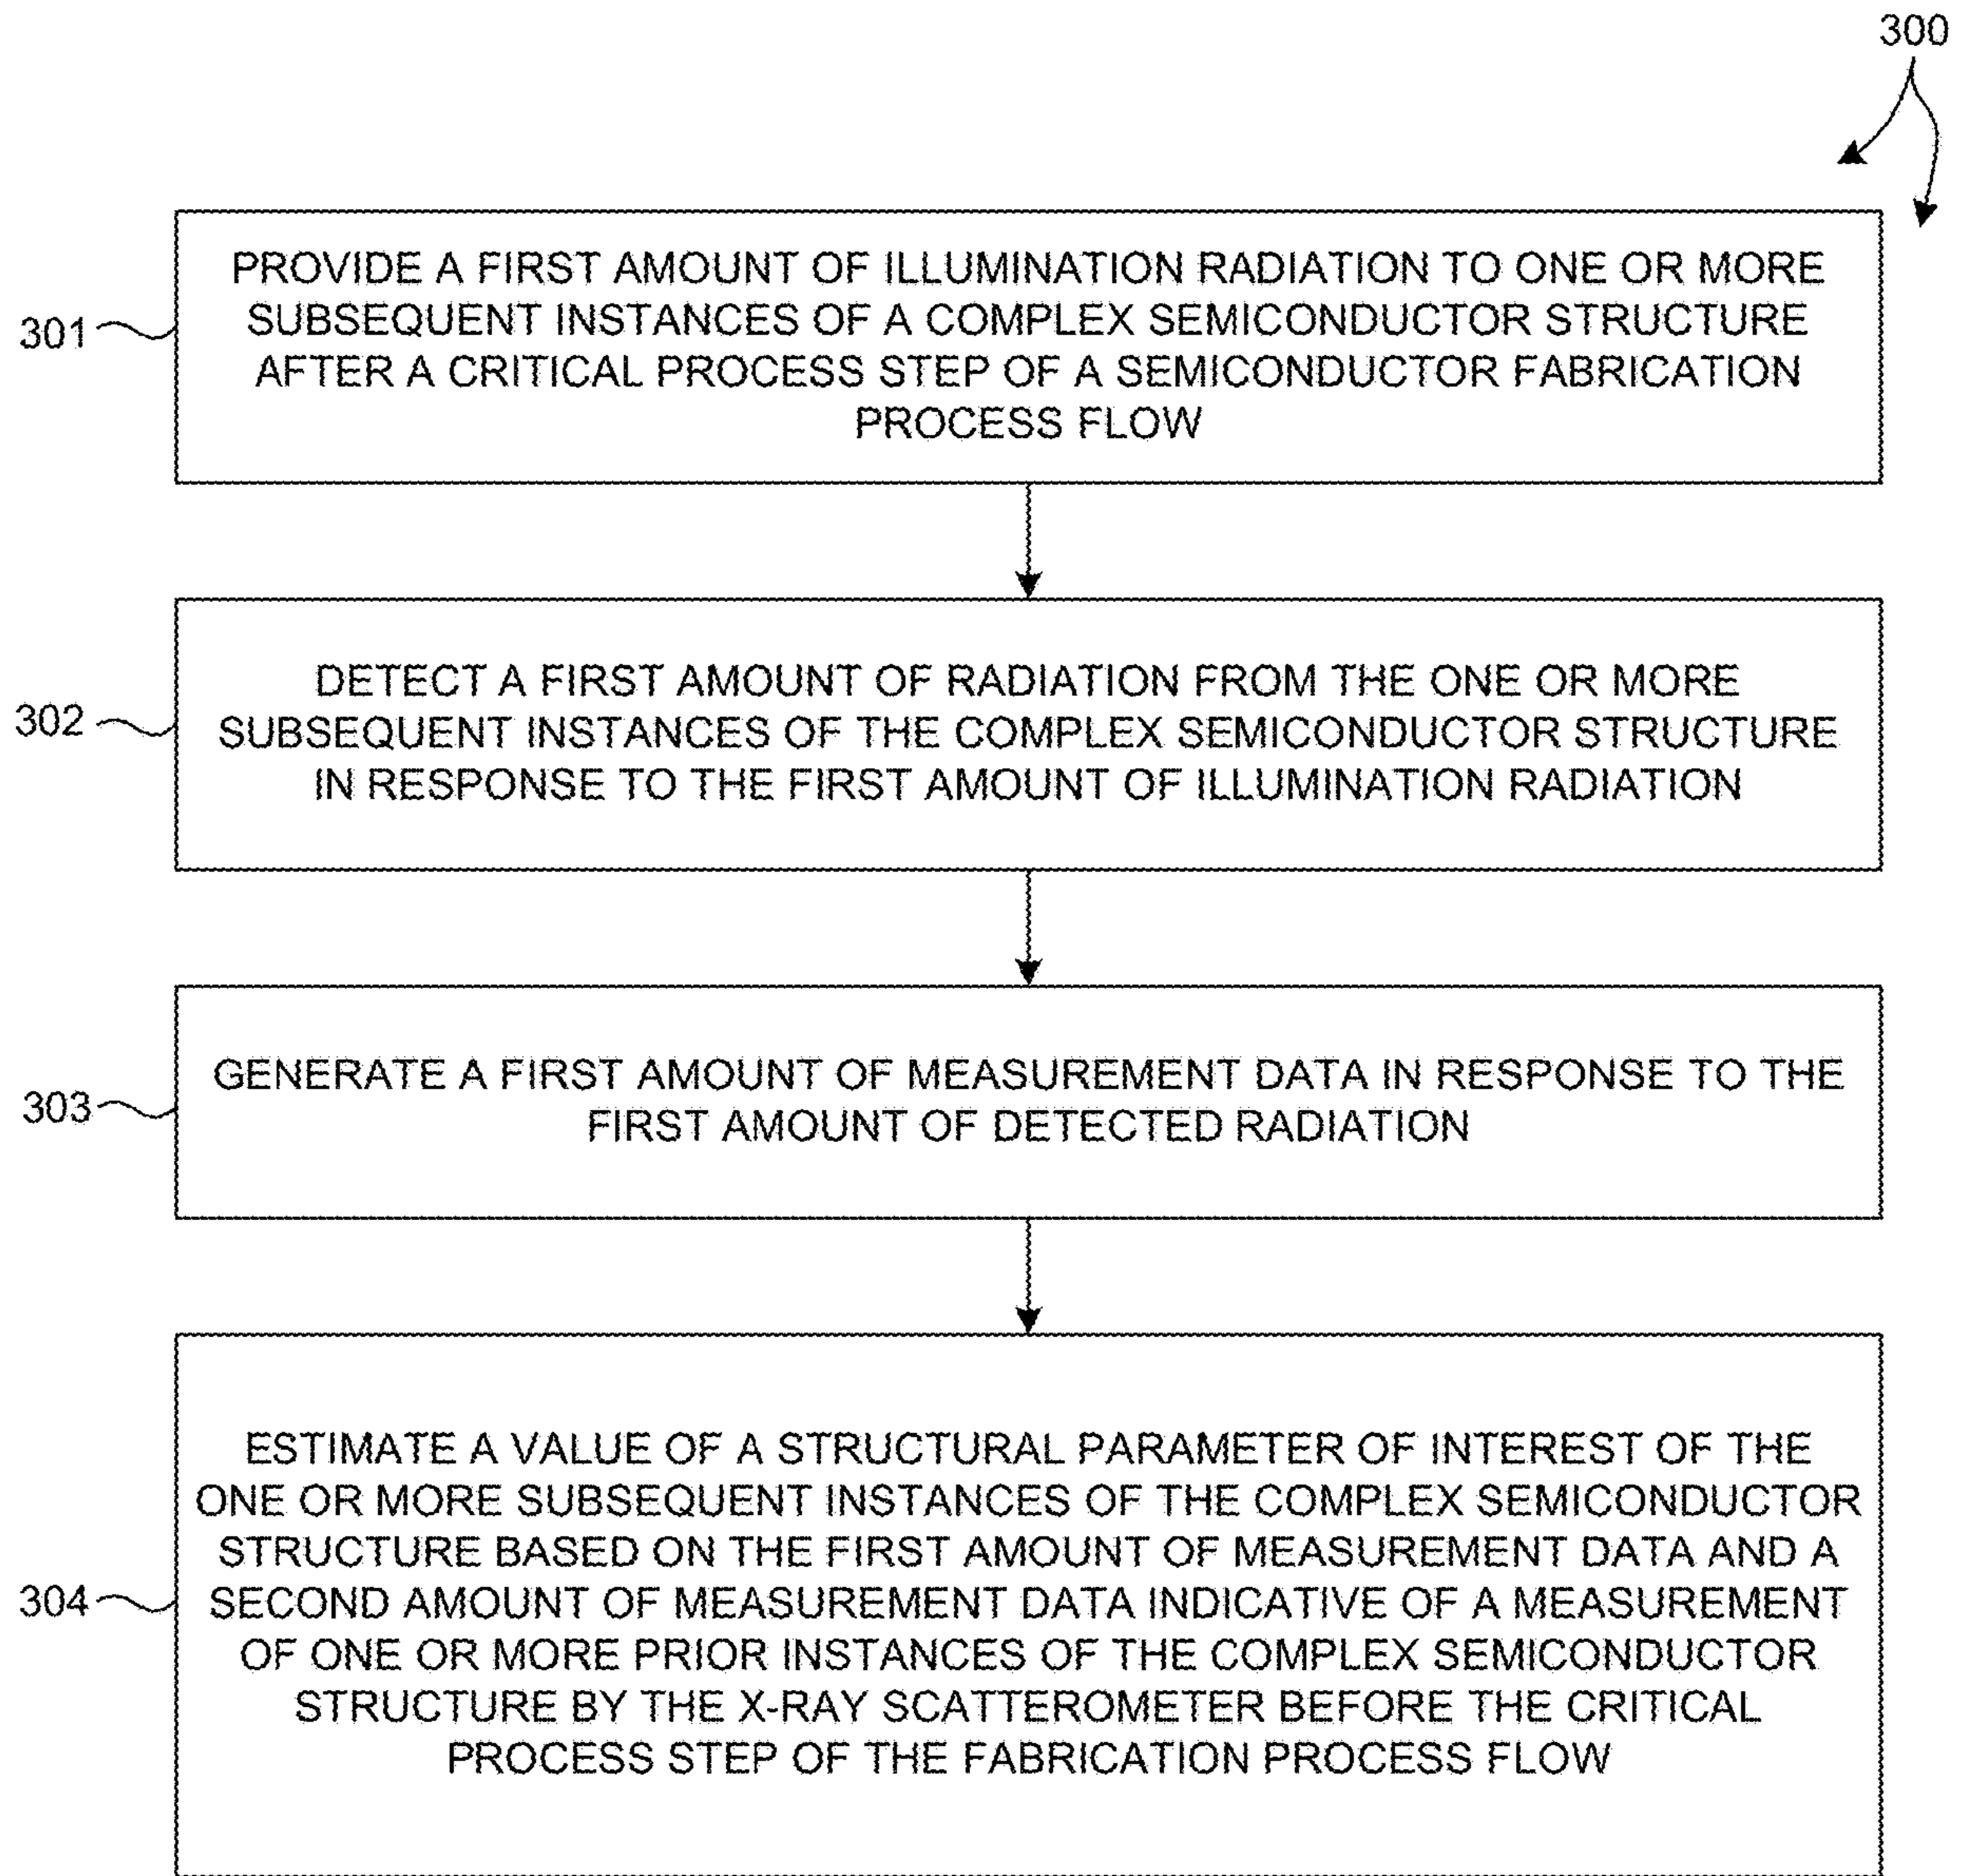 300
301
PROVIDE A FIRST AMOUNT OF ILLUMINATION RADIATION TO ONE OR MORE
SUBSEQUENT INSTANCES OF A COMPLEX SEMICONDUCTOR STRUCTURE
AFTER A CRITICAL PROCESS STEP OF A SEMICONDUCTOR FABRICATION
PROCESS FLOW
302
DETECT A FIRST AMOUNT OF RADIATION FROM THE ONE OR MORE
SUBSEQUENT INSTANCES OF THE COMPLEX SEMICONDUCTOR STRUCTURE
IN RESPONSE TO THE FIRST AMOUNT OF ILLUMINATION RADIATION
303
GENERATE A FIRST AMOUNT OF MEASUREMENT DATA IN RESPONSE TO THE
FIRST AMOUNT OF DETECTED RADIATION
304
ESTIMATE A VALUE OF A STRUCTURAL PARAMETER OF INTEREST OF THE
ONE OR MORE SUBSEQUENT INSTANCES OF THE COMPLEX SEMICONDUCTOR
STRUCTURE BASED ON THE FIRST AMOUNT OF MEASUREMENT DATA AND A
SECOND AMOUNT OF MEASUREMENT DATA INDICATIVE OF A MEASUREMENT
OF ONE OR MORE PRIOR INSTANCES OF THE COMPLEX SEMICONDUCTOR
STRUCTURE BY THE X-RAY SCATTEROMETER BEFORE THE CRITICAL
PROCESS STEP OF THE FABRICATION PROCESS FLOW